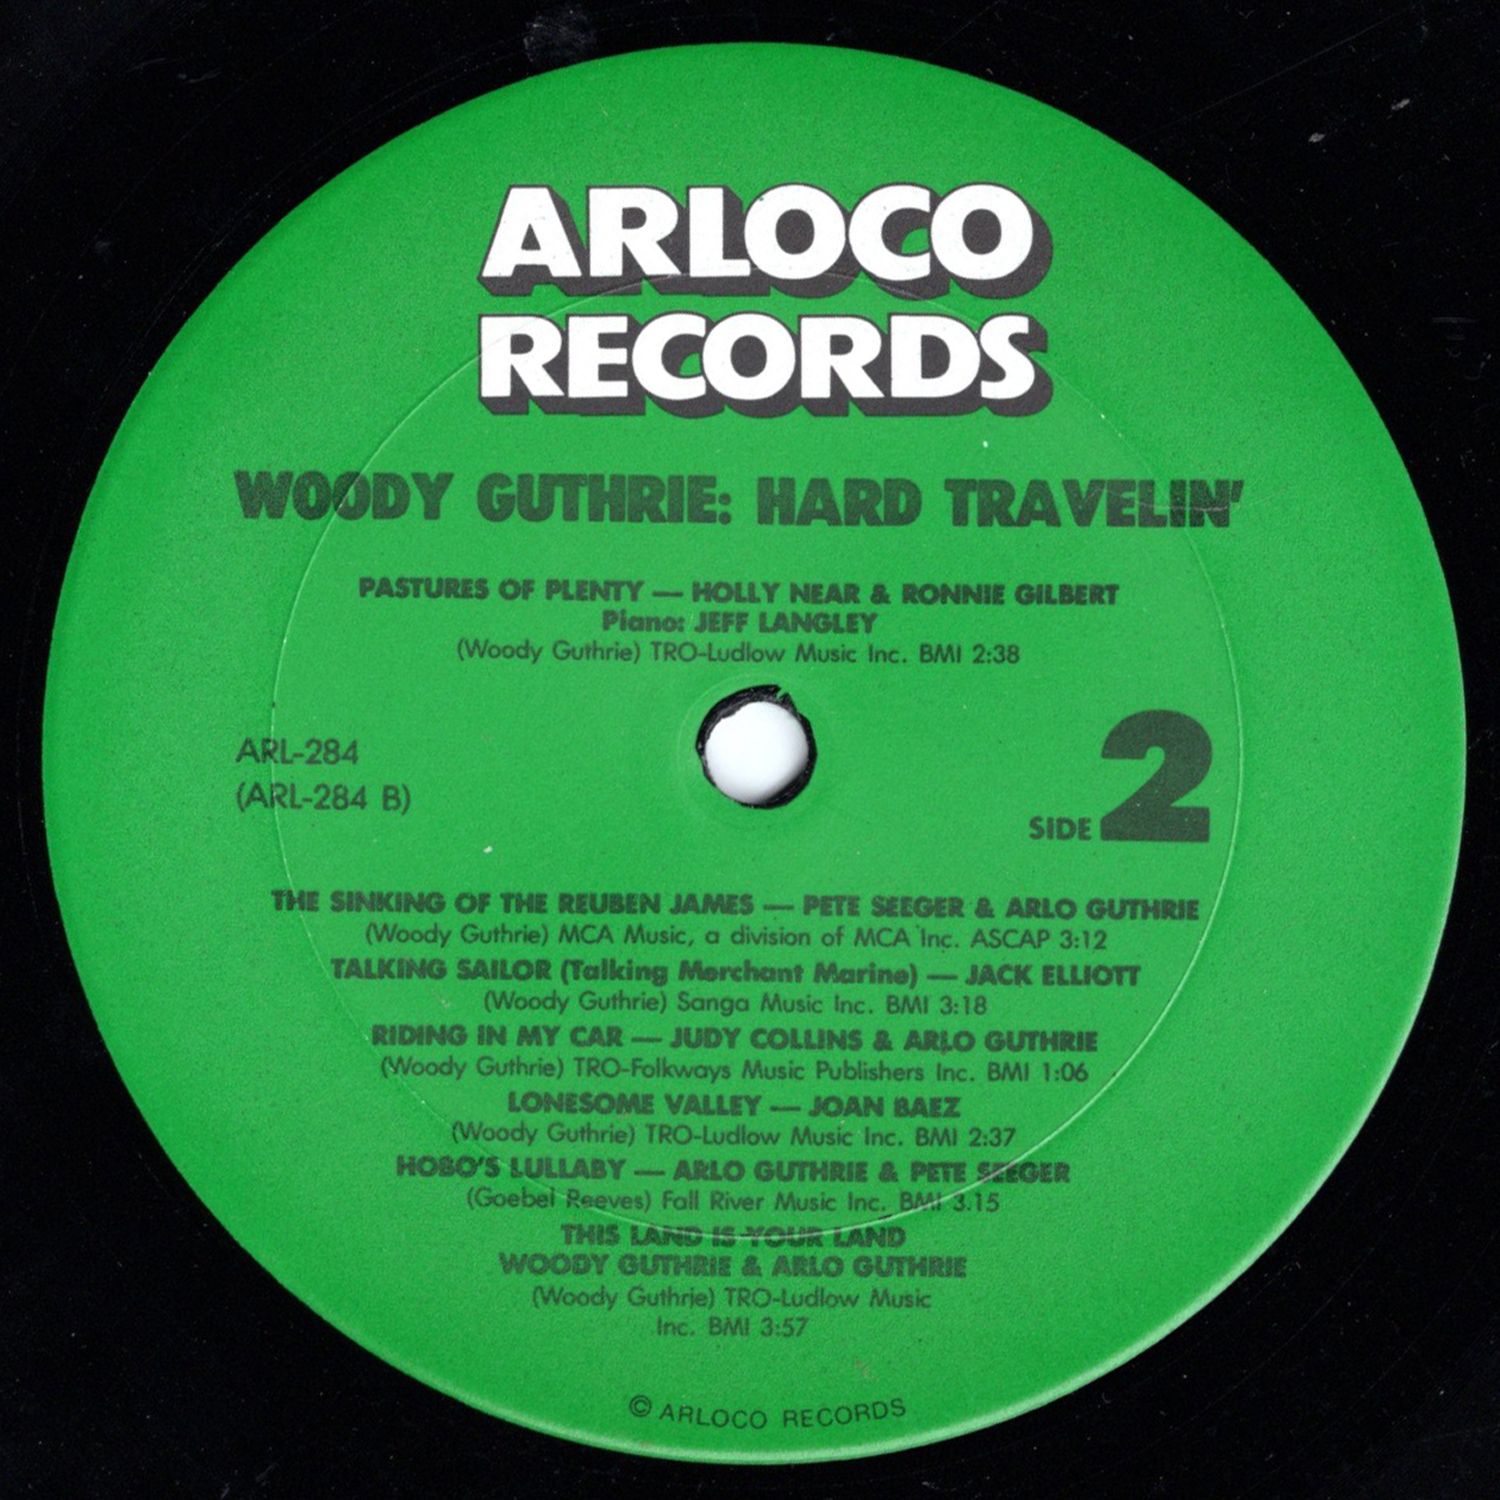 ARLOCO
RECORDS
WOODY GUTHRIE: HARD TRAVELIN'
PASTURES OF PLENTY — HOLLY NEAR & RONNIE GILBERT
Piano: JEFF LANGLEY
(Woody Guthrie) TRO-Ludlow Music Inc. BMI 2:38
ARL-284
(ARL-284 B)
SIDE 2
THE SINKING OF THE REUBEN JAMES — PETE SEEGER & ARLO GUTHRIE
(Woody Guthrie) MCA Music, a division of MCA Inc. ASCAP 3:12
TALKING SAILOR (Talking Merchant Marine) — JACK ELLIOTT
(Woody Guthrie) Sanga Music Inc. BMI 3:18
RIDING IN MY CAR — JUDY COLLINS & ARLO GUTHRIE
(Woody Guthrie) TRO-Folkways Music Publishers Inc. BMI 1:06
LONESOME VALLEY — JOAN BAEZ
(Woody Guthrie) TRO-Ludlow Music Inc. BMI 2:37
HOBO'S LULLABY — ARLO GUTHRIE & PETE SEEGER
(Goebel Reeves) Fall River Music Inc. BMI 3.15
THIS LAND IS YOUR LAND
WOODY GUTHRIE & ARLO GUTHRIE
(Woody Guthrie) TRO-Ludlow Music
Inc. BMI 3:57
© ARLOCO RECORDS